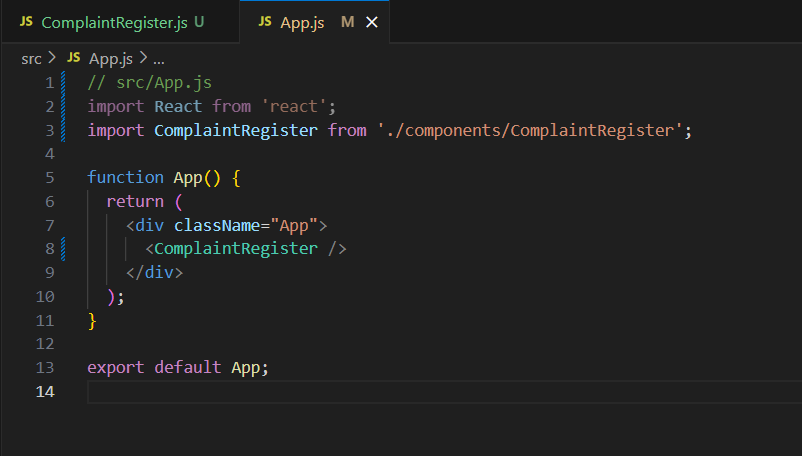 JS ComplaintRegister.js U
JS App.js M
src > JS App.js > ...
1 // src/App.js
2 import React from 'react';
3 import ComplaintRegister from './components/ComplaintRegister';
4
5 function App() {
6   return (
7     <div className="App">
8       <ComplaintRegister />
9     </div>
10   );
11 }
12
13 export default App;
14